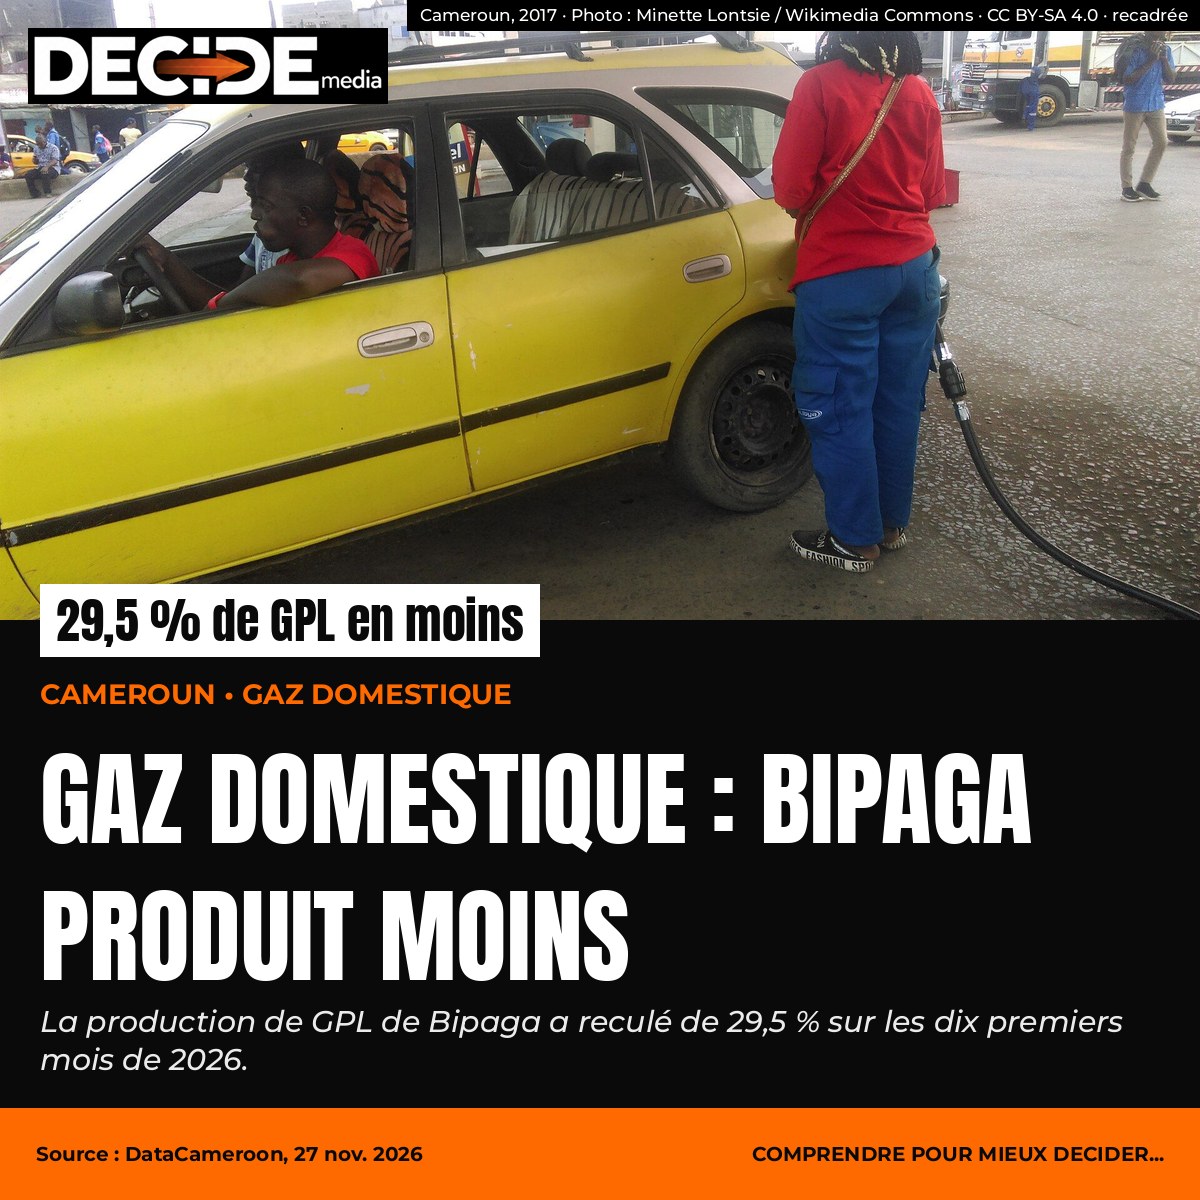 Cameroun, 2017 · Photo : Minette Lontsie / Wikimedia Commons · CC BY-SA 4.0 · recadrée
DECIDE media
29,5 % de GPL en moins
CAMEROUN • GAZ DOMESTIQUE
GAZ DOMESTIQUE : BIPAGA
PRODUIT MOINS
La production de GPL de Bipaga a reculé de 29,5 % sur les dix premiers
mois de 2026.
Source : DataCameroon, 27 nov. 2026
COMPRENDRE POUR MIEUX DECIDER...